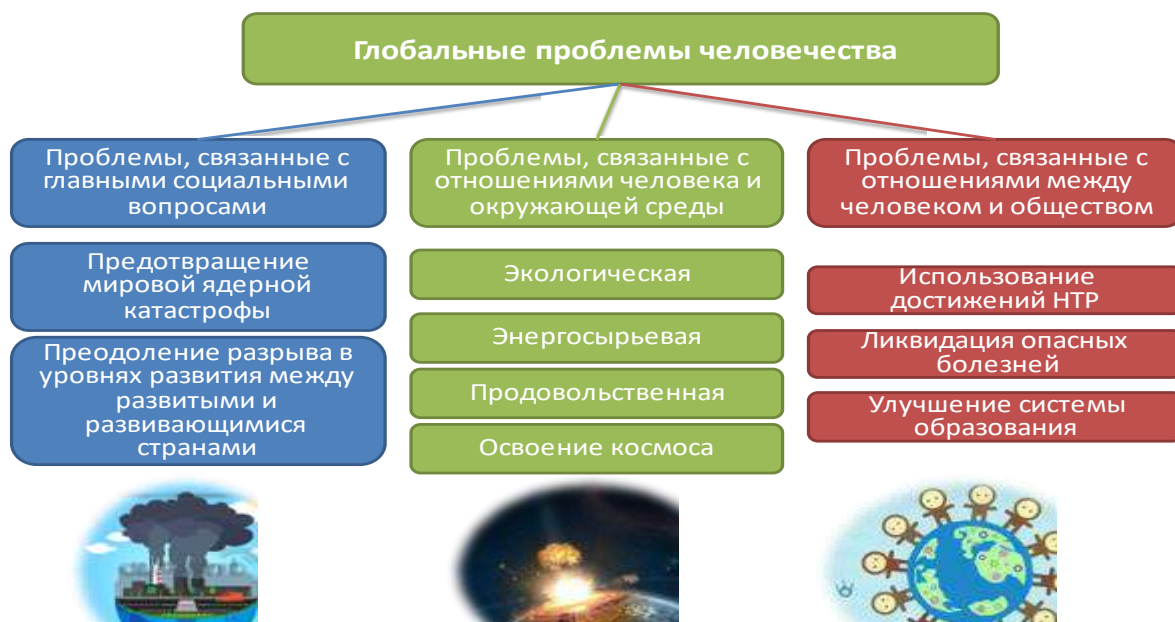 Глобальные проблемы человечества
Проблемы, связанные с
главными социальными
вопросами
Предотвращение
мировой ядерной
катастрофы
Преодоление разрыва в
уровнях развития между
развитыми и
развивающимися
странами
Проблемы, связанные с
отношениями человека и
окружающей среды
Экологическая
Энергосырьевая
Продовольственная
Освоение космоса
Проблемы, связанные с
отношениями между
человеком и обществом
Использование
достижений НТР
Ликвидация опасных
болезней
Улучшение системы
образования